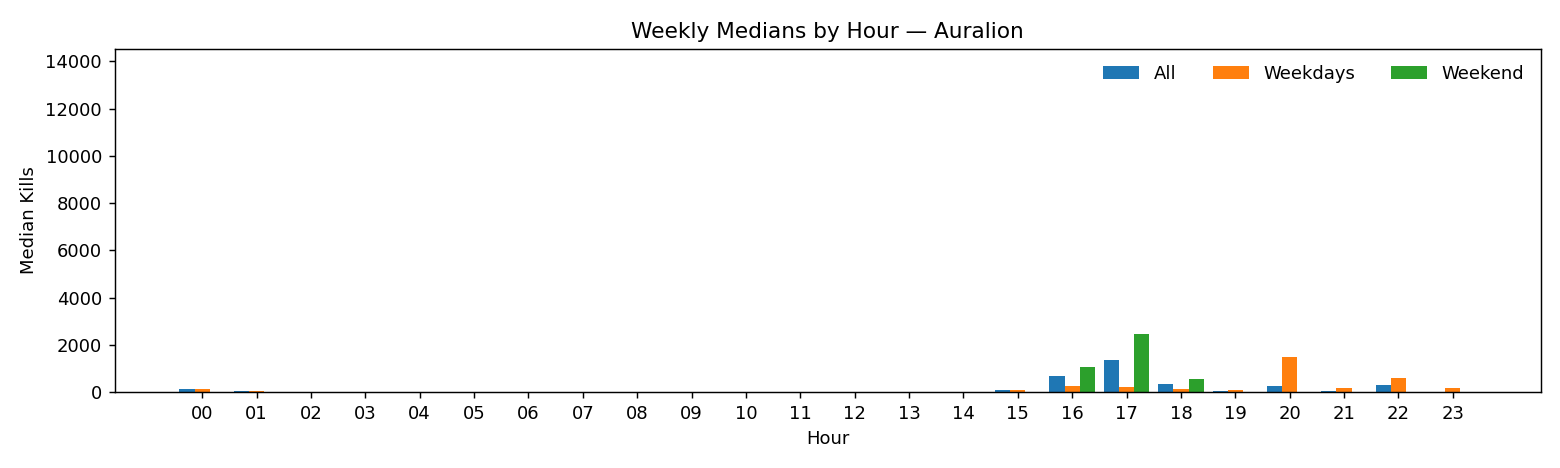 Weekly Medians by Hour — Auralion
All Weekdays Weekend
Median Kills
14000
12000
10000
8000
6000
4000
2000
0
00 01 02 03 04 05 06 07 08 09 10 11 12 13 14 15 16 17 18 19 20 21 22 23
Hour